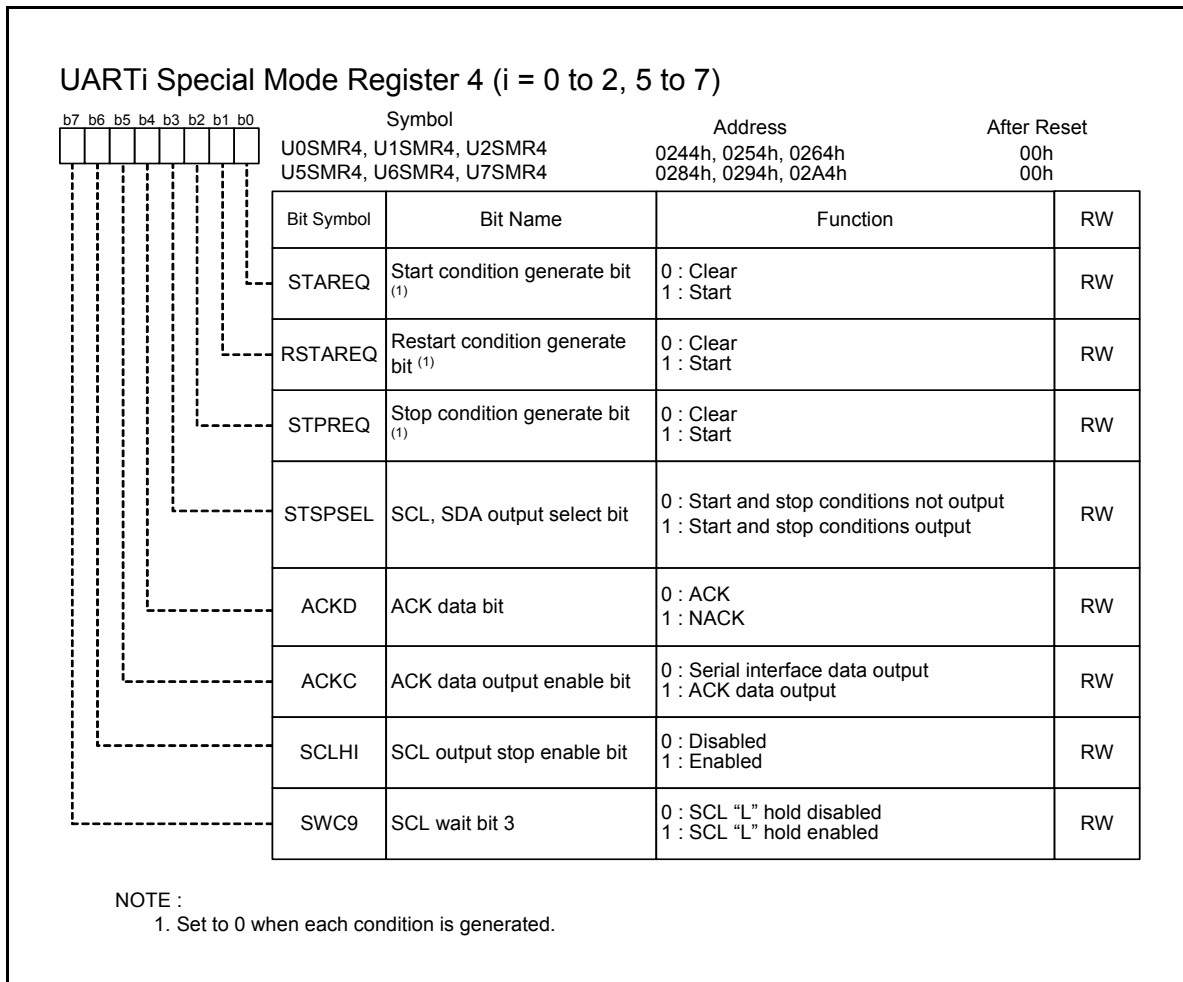 UARTi Special Mode Register 4 (i = 0 to 2, 5 to 7)
b7 b6 b5 b4 b3 b2 b1 b0
Symbol Address After Reset
U0SMR4, U1SMR4, U2SMR4 0244h, 0254h, 0264h 00h
U5SMR4, U6SMR4, U7SMR4 0284h, 0294h, 02A4h 00h
Bit Symbol Bit Name Function RW
STAREQ Start condition generate bit (1) 0 : Clear 1 : Start RW
RSTAREQ Restart condition generate bit (1) 0 : Clear 1 : Start RW
STPREQ Stop condition generate bit (1) 0 : Clear 1 : Start RW
STSPSEL SCL, SDA output select bit 0 : Start and stop conditions not output 1 : Start and stop conditions output RW
ACKD ACK data bit 0 : ACK 1 : NACK RW
ACKC ACK data output enable bit 0 : Serial interface data output 1 : ACK data output RW
SCLHI SCL output stop enable bit 0 : Disabled 1 : Enabled RW
SWC9 SCL wait bit 3 0 : SCL “L” hold disabled 1 : SCL “L” hold enabled RW
NOTE :
1. Set to 0 when each condition is generated.